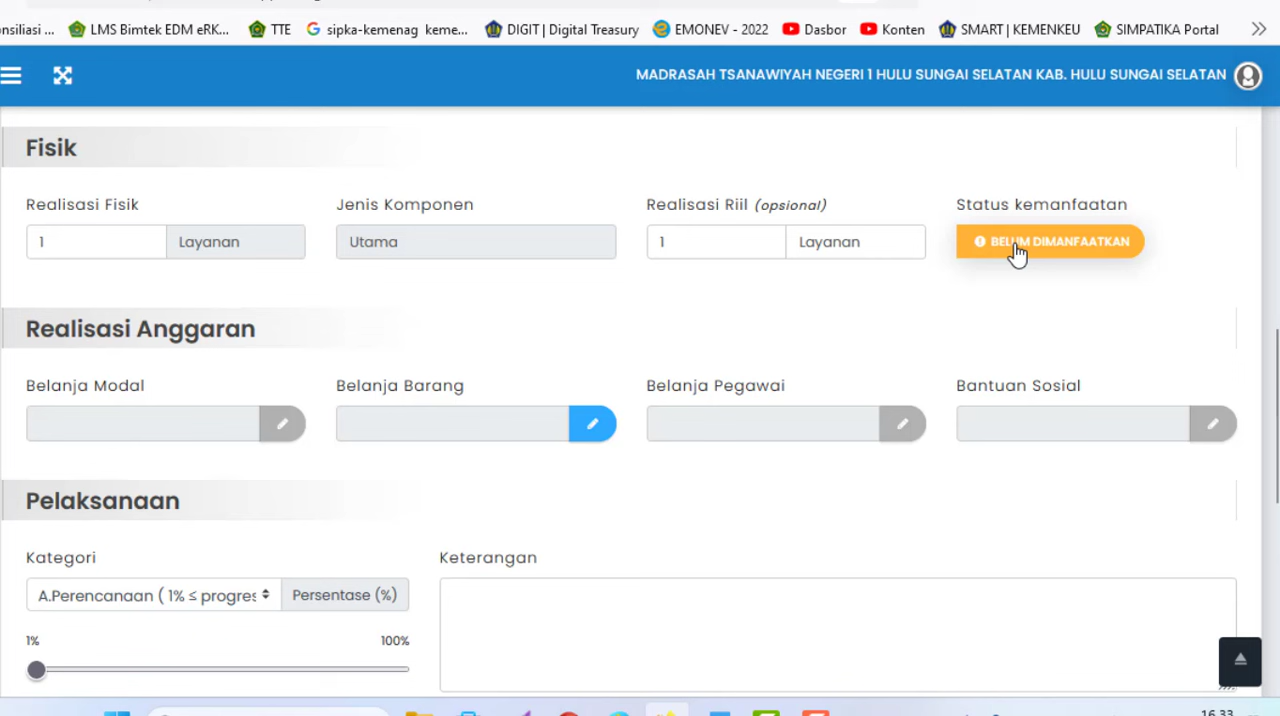 nsiliasi ... LMS Bimtek EDM eRK... TTE sipka-kemenag keme... DIGIT | Digital Treasury EMONEV - 2022 Dasbor Konten SMART | KEMENKEU SIMPATIKA Portal
MADRASAH TSANAWIYAH NEGERI 1 HULU SUNGAI SELATAN KAB. HULU SUNGAI SELATAN
Fisik
Realisasi Fisik Jenis Komponen Realisasi Riil (opsional) Status kemanfaatan
1 Layanan Utama 1 Layanan BELUM DIMANFAATKAN
Realisasi Anggaran
Belanja Modal Belanja Barang Belanja Pegawai Bantuan Sosial
Pelaksanaan
Kategori Keterangan
A.Perencanaan ( 1% ≤ progres Persentase (%)
1% 100%
16.33